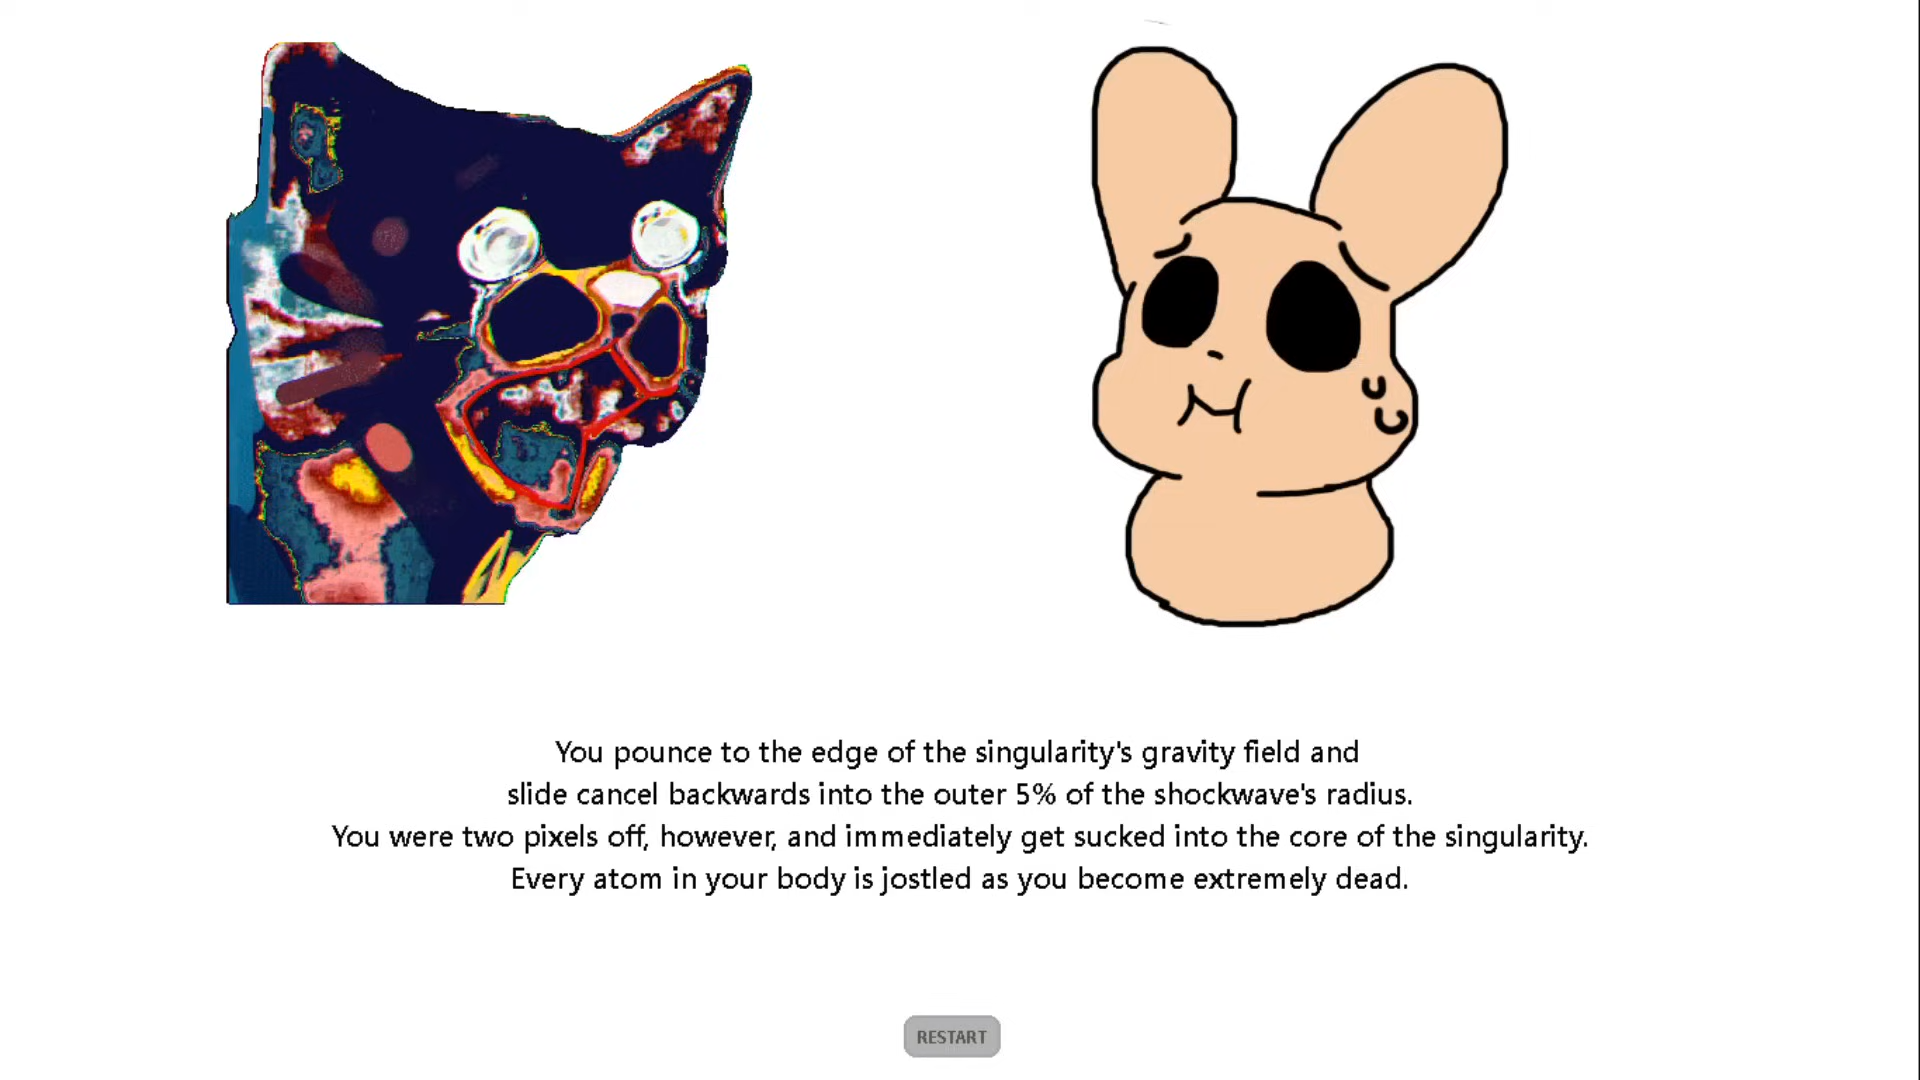 You pounce to the edge of the singularity's gravity field and
slide cancel backwards into the outer 5% of the shockwave's radius.
You were two pixels off, however, and immediately get sucked into the core of the singularity.
Every atom in your body is jostled as you become extremely dead.
RESTART